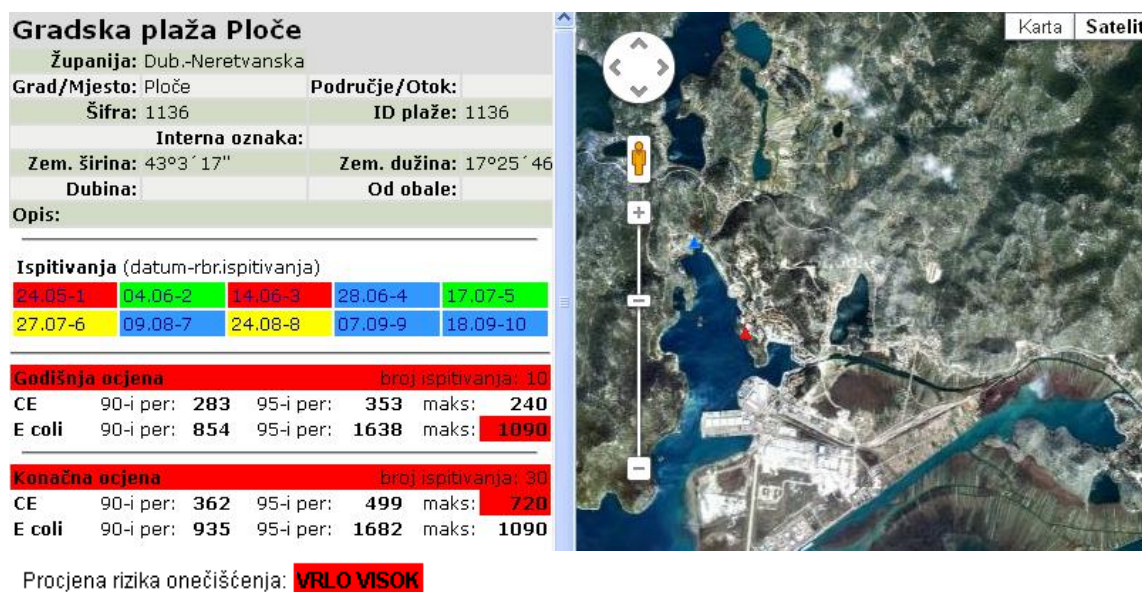 Gradska plaža Ploče
Županija: Dub.-Neretvanska
Grad/Mjesto: Ploče Područje/Otok:
Šifra: 1136 ID plaže: 1136
Interna oznaka:
Zem. širina: 43°3´17" Zem. dužina: 17°25´46
Dubina: Od obale:
Opis:
Ispitivanja (datum-rbr.ispitivanja)
24.05-1 04.06-2 14.06-3 28.06-4 17.07-5
27.07-6 09.08-7 24.08-8 07.09-9 18.09-10
Godišnja ocjena broj ispitivanja: 10
CE 90-i per: 283 95-i per: 353 maks: 240
E coli 90-i per: 854 95-i per: 1638 maks: 1090
Konačna ocjena broj ispitivanja: 30
CE 90-i per: 362 95-i per: 499 maks: 720
E coli 90-i per: 935 95-i per: 1682 maks: 1090
Procjena rizika onečišćenja: VRLO VISOK
Karta Satelit